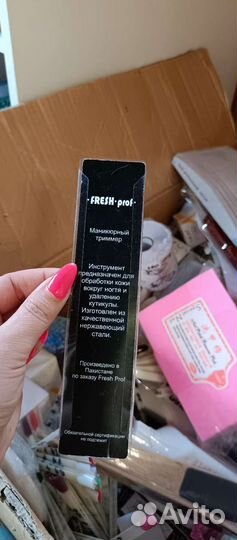 ·FRESH·prof·
Маникюрный
триммер
Инструмент
предназначен для
обработки кожи
вокруг ногтя и
удалению
кутикулы.
Изготовлен из
качественной
нержавеющий
стали.
Произведено в
Пакистане
по заказу Fresh Prof.
Обязательной сертификации
не подлежит
Avito